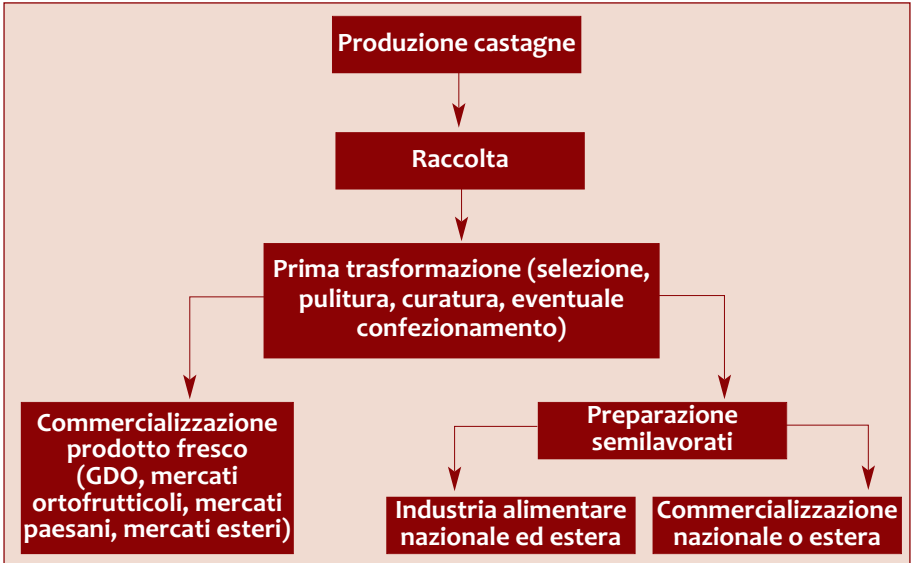 Produzione castagne
Raccolta
Prima trasformazione (selezione,
pulitura, curatura, eventuale
confezionamento)
Commercializzazione
prodotto fresco
(GDO, mercati
ortofrutticoli, mercati
paesani, mercati esteri)
Preparazione
semilavorati
Industria alimentare
nazionale ed estera
Commercializzazione
nazionale o estera